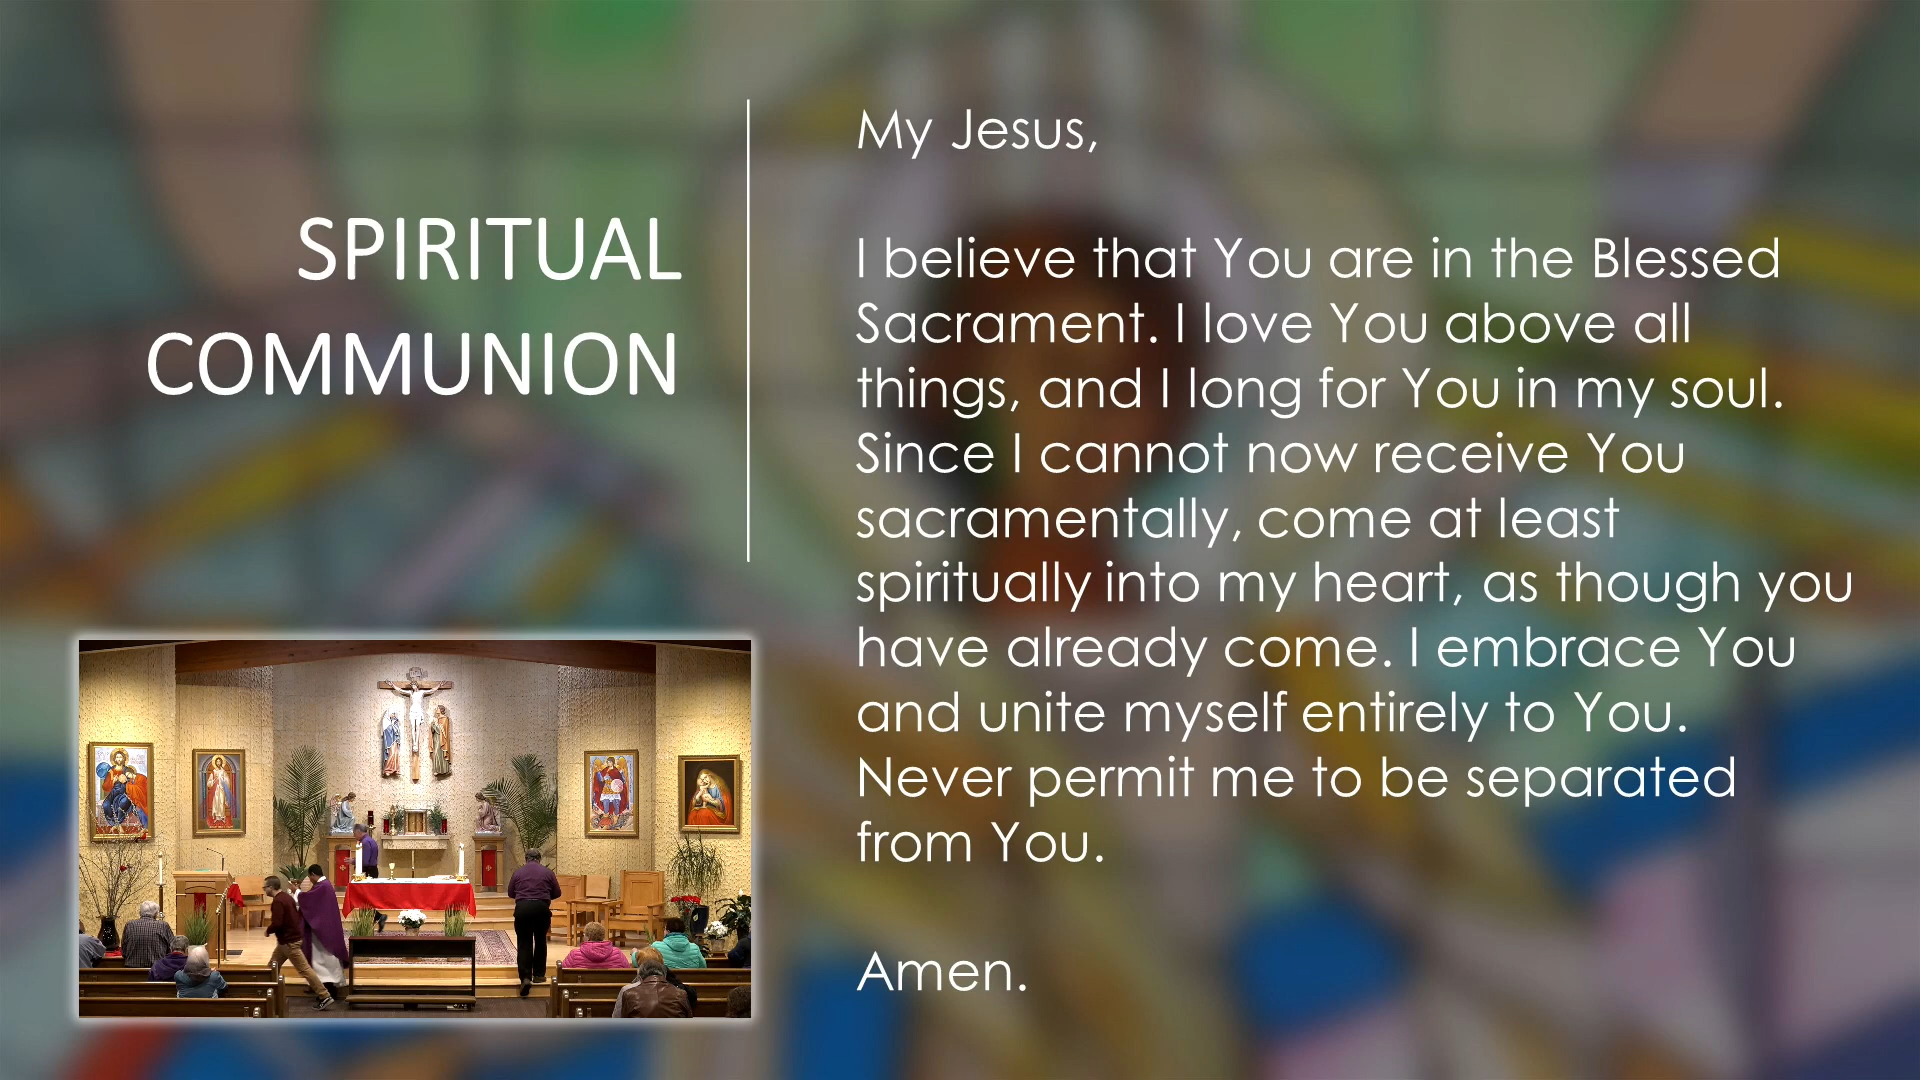 SPIRITUAL
COMMUNION
My Jesus,
I believe that You are in the Blessed
Sacrament. I love You above all
things, and I long for You in my soul.
Since I cannot now receive You
sacramentally, come at least
spiritually into my heart, as though you
have already come. I embrace You
and unite myself entirely to You.
Never permit me to be separated
from You.
Amen.